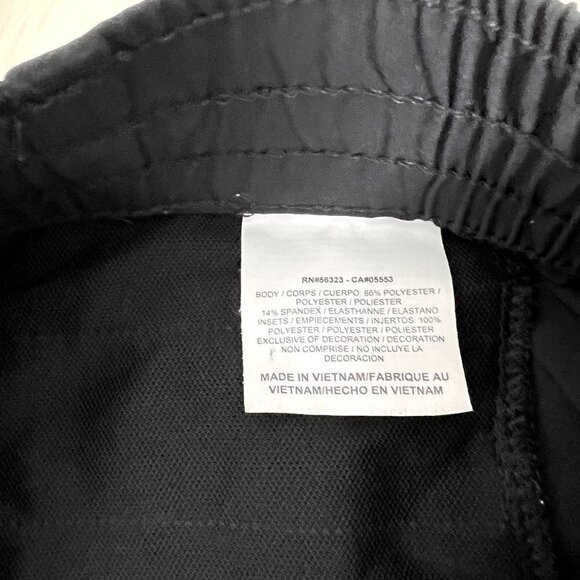 RN#56323 - CA#05553
BODY / CORPS / CUERPO: 86% POLYESTER /
POLYESTER / POLIESTER
14% SPANDEX / ELASTHANNE / ELASTANO
INSETS / EMPIECEMENTS / INJERTOS: 100%
POLYESTER / POLYESTER / POLIESTER
EXCLUSIVE OF DECORATION / DECORATION
NON COMPRISE / NO INCLUYE LA
DECORACION
MADE IN VIETNAM/FABRIQUE AU
VIETNAM/HECHO EN VIETNAM